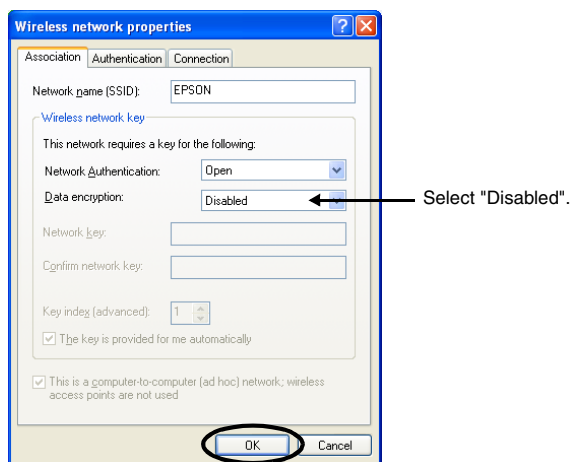 Wireless network properties
Association Authentication Connection
Network name (SSID): EPSON
Wireless network key
This network requires a key for the following:
Network Authentication: Open
Data encryption: Disabled
Select "Disabled".
Network key:
Confirm network key:
Key index (advanced): 1
The key is provided for me automatically
This is a computer-to-computer (ad hoc) network; wireless
access points are not used
OK Cancel